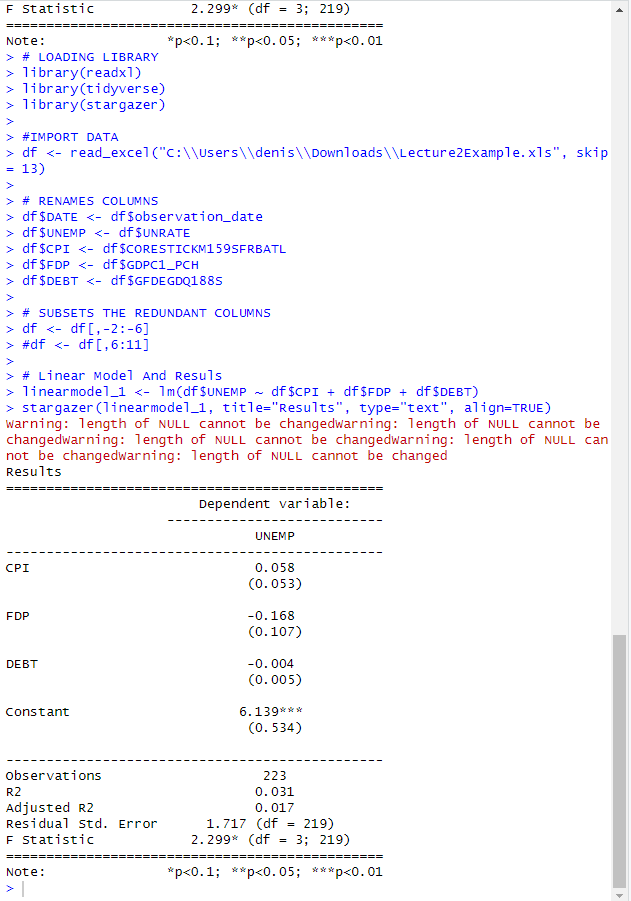 F Statistic            2.299* (df = 3; 219)
===============================================
Note:               *p<0.1; **p<0.05; ***p<0.01
> # LOADING LIBRARY
> library(readxl)
> library(tidyverse)
> library(stargazer)
>
> #IMPORT DATA
> df <- read_excel("C:\\Users\\denis\\Downloads\\Lecture2Example.xls", skip
= 13)
>
> # RENAMES COLUMNS
> df$DATE <- df$observation_date
> df$UNEMP <- df$UNRATE
> df$CPI <- df$CORESTICKM159SFRBATL
> df$FDP <- df$GDPC1_PCH
> df$DEBT <- df$GFDEGDQ188S
>
> # SUBSETS THE REDUNDANT COLUMNS
> df <- df[,-2:-6]
> #df <- df[,6:11]
>
> # Linear Model And Resuls
> linearmodel_1 <- lm(df$UNEMP ~ df$CPI + df$FDP + df$DEBT)
> stargazer(linearmodel_1, title="Results", type="text", align=TRUE)
Warning: length of NULL cannot be changedWarning: length of NULL cannot be
changedWarning: length of NULL cannot be changedWarning: length of NULL can
not be changedWarning: length of NULL cannot be changed
Results
===============================================
                        Dependent variable:
                    ---------------------------
                               UNEMP
-----------------------------------------------
CPI                            0.058
                              (0.053)

FDP                           -0.168
                              (0.107)

DEBT                          -0.004
                              (0.005)

Constant                     6.139***
                              (0.534)

-----------------------------------------------
Observations                    223
R2                             0.031
Adjusted R2                    0.017
Residual Std. Error      1.717 (df = 219)
F Statistic            2.299* (df = 3; 219)
===============================================
Note:               *p<0.1; **p<0.05; ***p<0.01
>